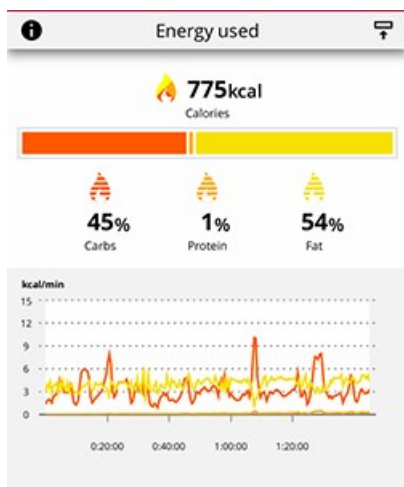 Energy used
775kcal
Calories
45% 1% 54%
Carbs Protein Fat
kcal/min
15
12
9
6
3
0
0:20:00 0:40:00 1:00:00 1:20:00